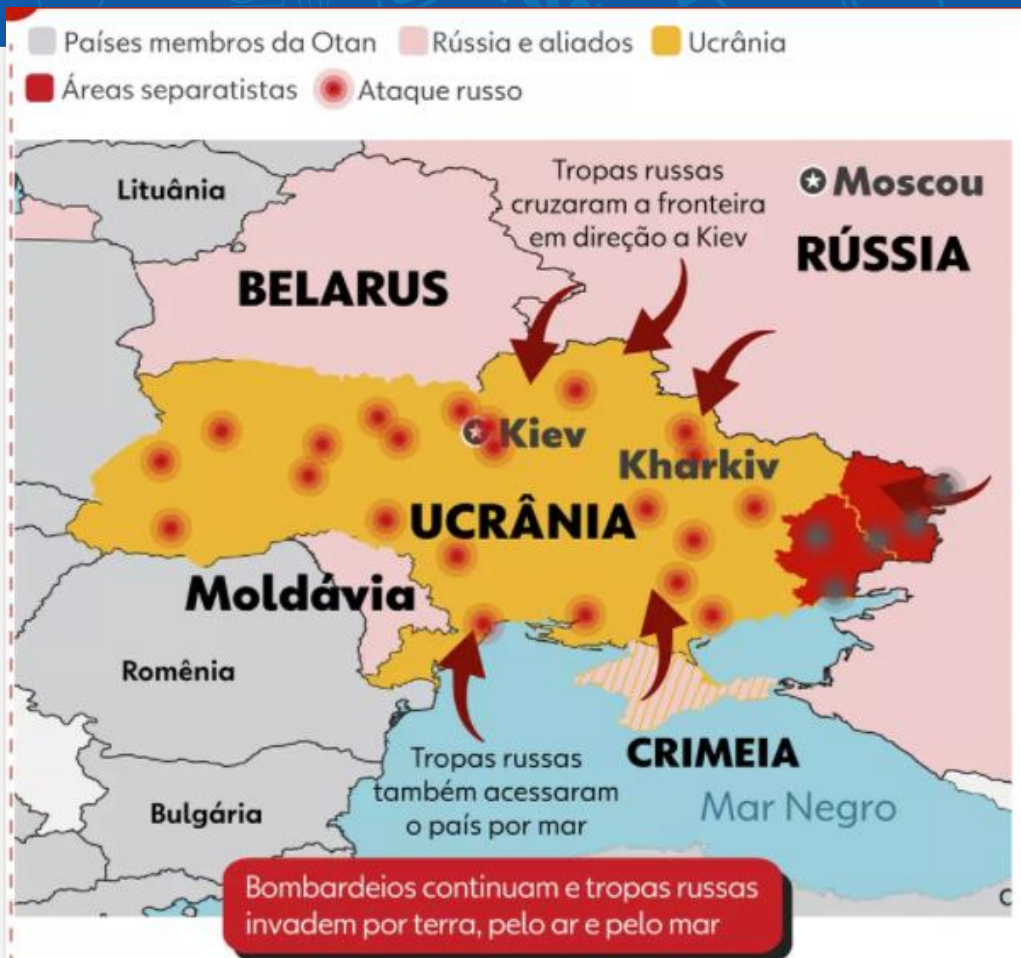 Países membros da Otan
Rússia e aliados
Ucrânia
Áreas separatistas
Ataque russo
Lituânia
Tropas russas
cruzaram a fronteira
em direção a Kiev
Moscou
RÚSSIA
BELARUS
Kiev
Kharkiv
UCRÂNIA
Moldávia
Romênia
CRIMEIA
Tropas russas
também acessaram
o país por mar
Mar Negro
Bulgária
Bombardeios continuam e tropas russas
invadem por terra, pelo ar e pelo mar